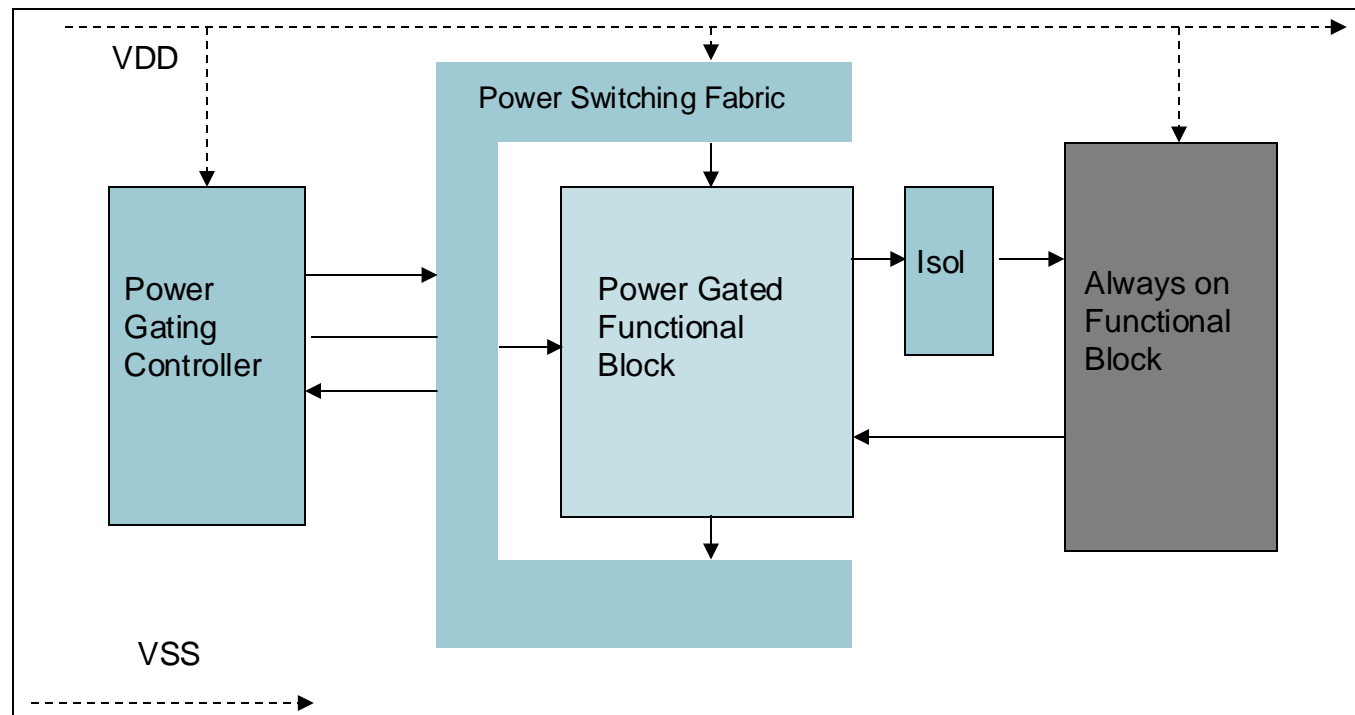 VDD
Power Switching Fabric
Power
Gating
Controller
Power Gated
Functional
Block
Isol
Always on
Functional
Block
VSS